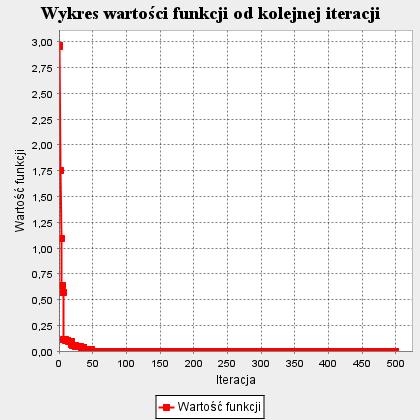 Wykres wartości funkcji od kolejnej iteracji
3,00
2,75
2,50
2,25
2,00
1,75
1,50
1,25
1,00
0,75
0,50
0,25
0,00
Wartość funkcji
0 50 100 150 200 250 300 350 400 450 500
Iteracja
Wartość funkcji